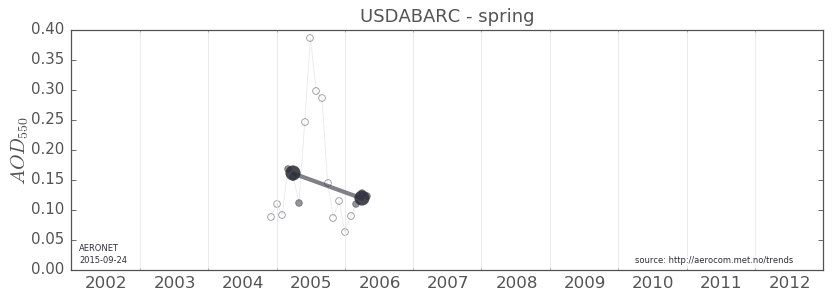 USDABARC - spring
0.40
0.35
0.30
0.25
0.20
0.15
0.10
0.05
0.00
AOD550
AERONET
2015-09-24
source: http://aerocom.met.no/trends
2002 2003 2004 2005 2006 2007 2008 2009 2010 2011 2012